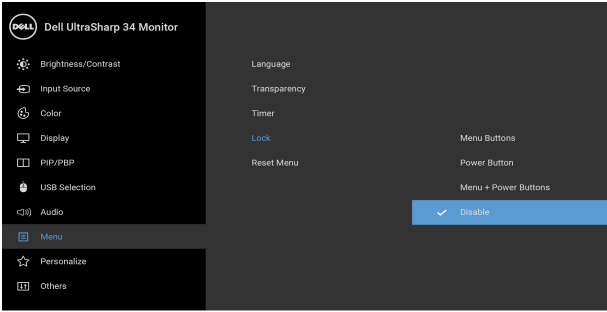 DELL Dell UltraSharp 34 Monitor
Brightness/Contrast
Input Source
Color
Display
PIP/PBP
USB Selection
Audio
Menu
Personalize
Others
Language
Transparency
Timer
Lock
Reset Menu
Menu Buttons
Power Button
Menu + Power Buttons
Disable